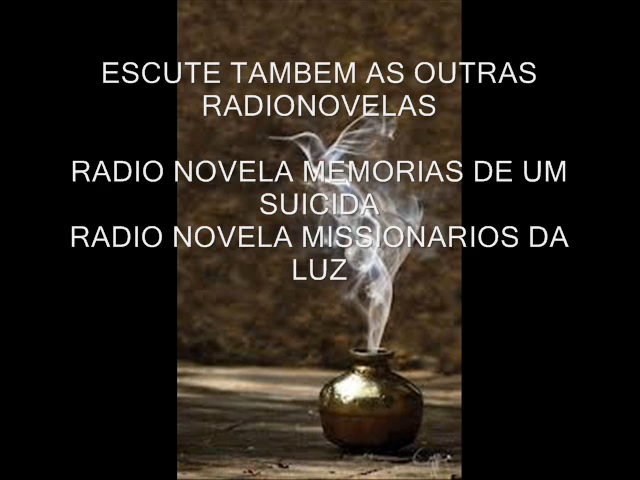 ESCUTE TAMBEM AS OUTRAS
RADIONOVELAS
RADIO NOVELA MEMORIAS DE UM
SUICIDA
RADIO NOVELA MISSIONARIOS DA
LUZ